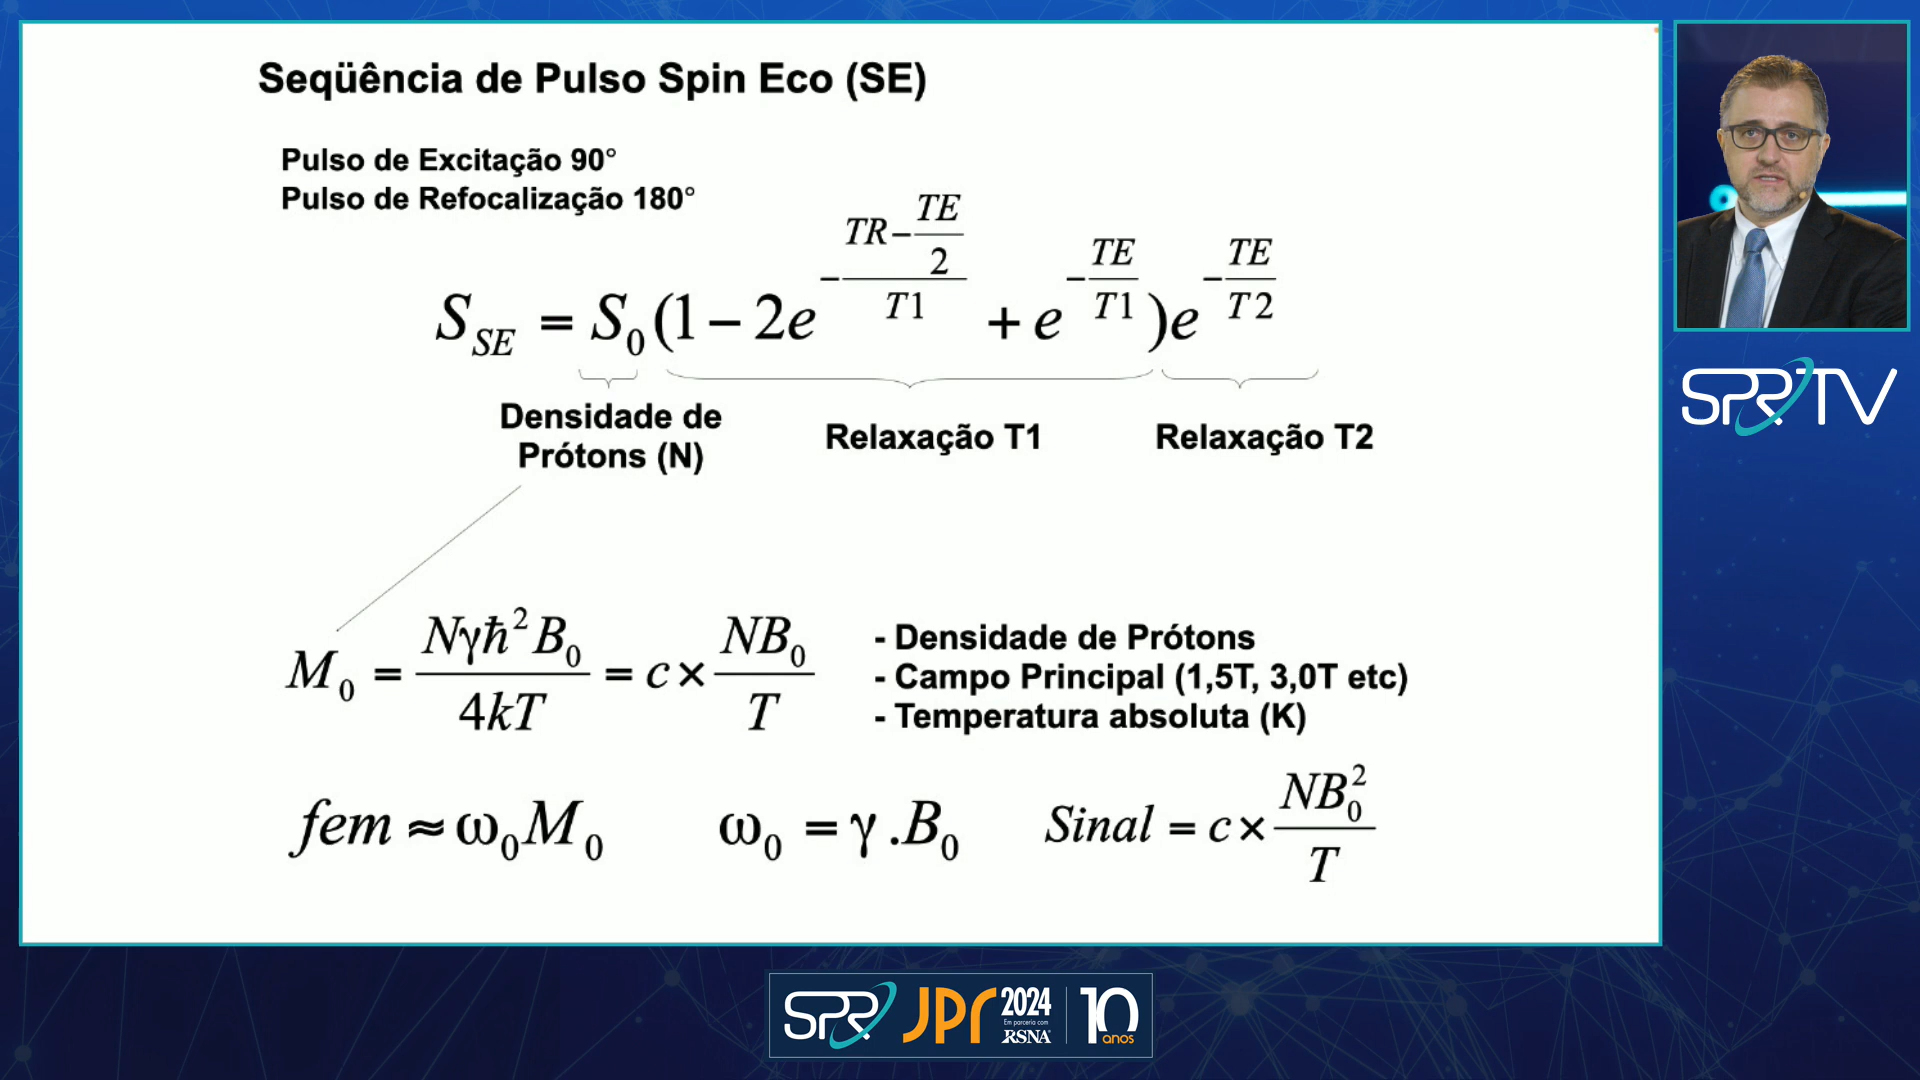 Seqüência de Pulso Spin Eco (SE)
Pulso de Excitação 90°
Pulso de Refocalização 180°
S_SE = S_0(1 − 2e^(−(TR − TE/2)/T1) + e^(−TE/T1))e^(−TE/T2)
Densidade de
Prótons (N)
Relaxação T1
Relaxação T2
M_0 = Nγħ²B_0 / 4kT = c × NB_0 / T
- Densidade de Prótons
- Campo Principal (1,5T, 3,0T etc)
- Temperatura absoluta (K)
fem ≈ ω_0M_0
ω_0 = γ.B_0
Sinal = c × NB_0² / T
SPR TV
SPR JPR 2024
Em parceria com
RSNA
10
anos